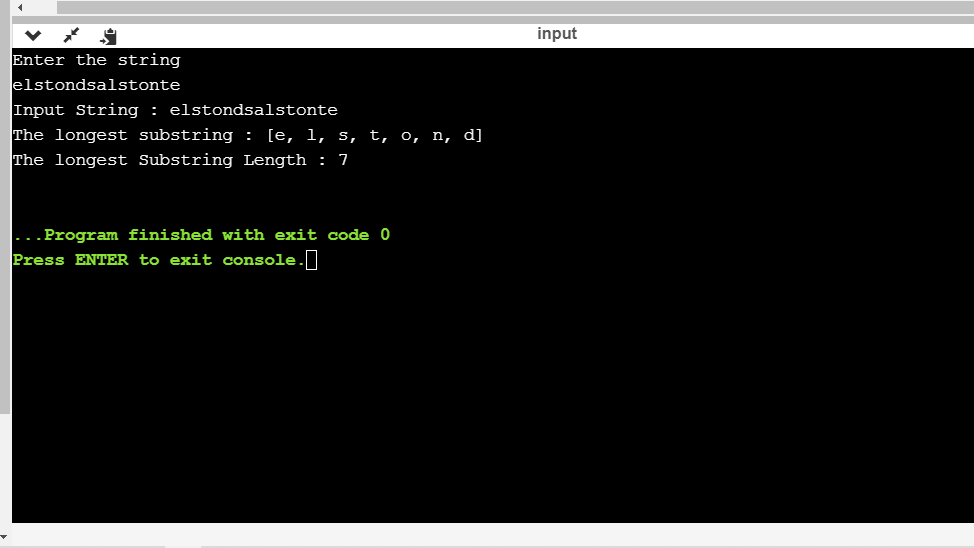 input
Enter the string
elstondsalstonte
Input String : elstondsalstonte
The longest substring : [e, l, s, t, o, n, d]
The longest Substring Length : 7
...Program finished with exit code 0
Press ENTER to exit console.